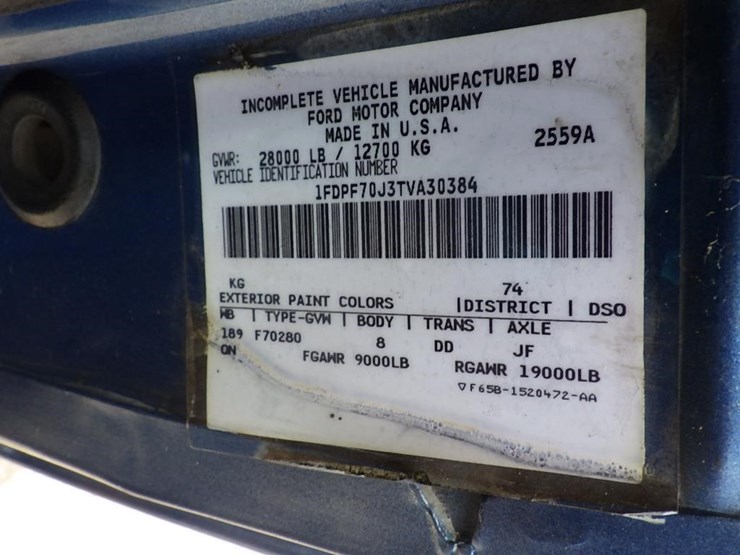 INCOMPLETE VEHICLE MANUFACTURED BY
FORD MOTOR COMPANY
MADE IN U.S.A.
GVWR: 28000 LB / 12700 KG 2559A
VEHICLE IDENTIFICATION NUMBER
1FDPF70J3TVA30384
KG 74
EXTERIOR PAINT COLORS |DISTRICT | DSO
WB | TYPE-GVW | BODY | TRANS | AXLE
189 F70280 8 DD JF
ON FGAWR 9000LB RGAWR 19000LB
▽F65B-1520472-AA